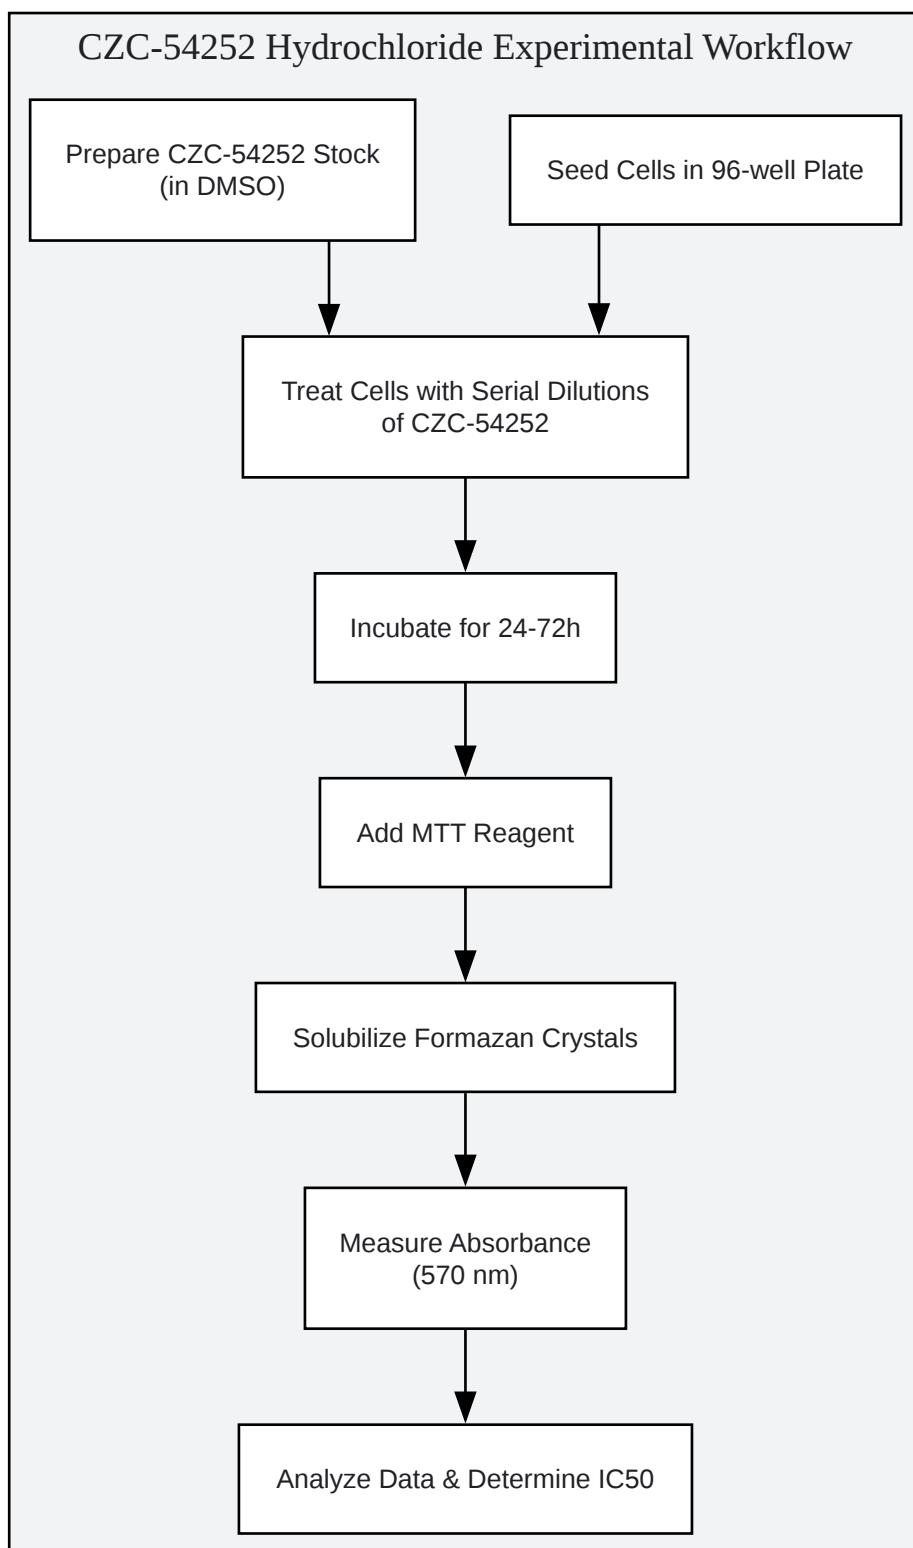 CZC-54252 Hydrochloride Experimental Workflow
Prepare CZC-54252 Stock
(in DMSO)
Seed Cells in 96-well Plate
Treat Cells with Serial Dilutions
of CZC-54252
Incubate for 24-72h
Add MTT Reagent
Solubilize Formazan Crystals
Measure Absorbance
(570 nm)
Analyze Data & Determine IC50